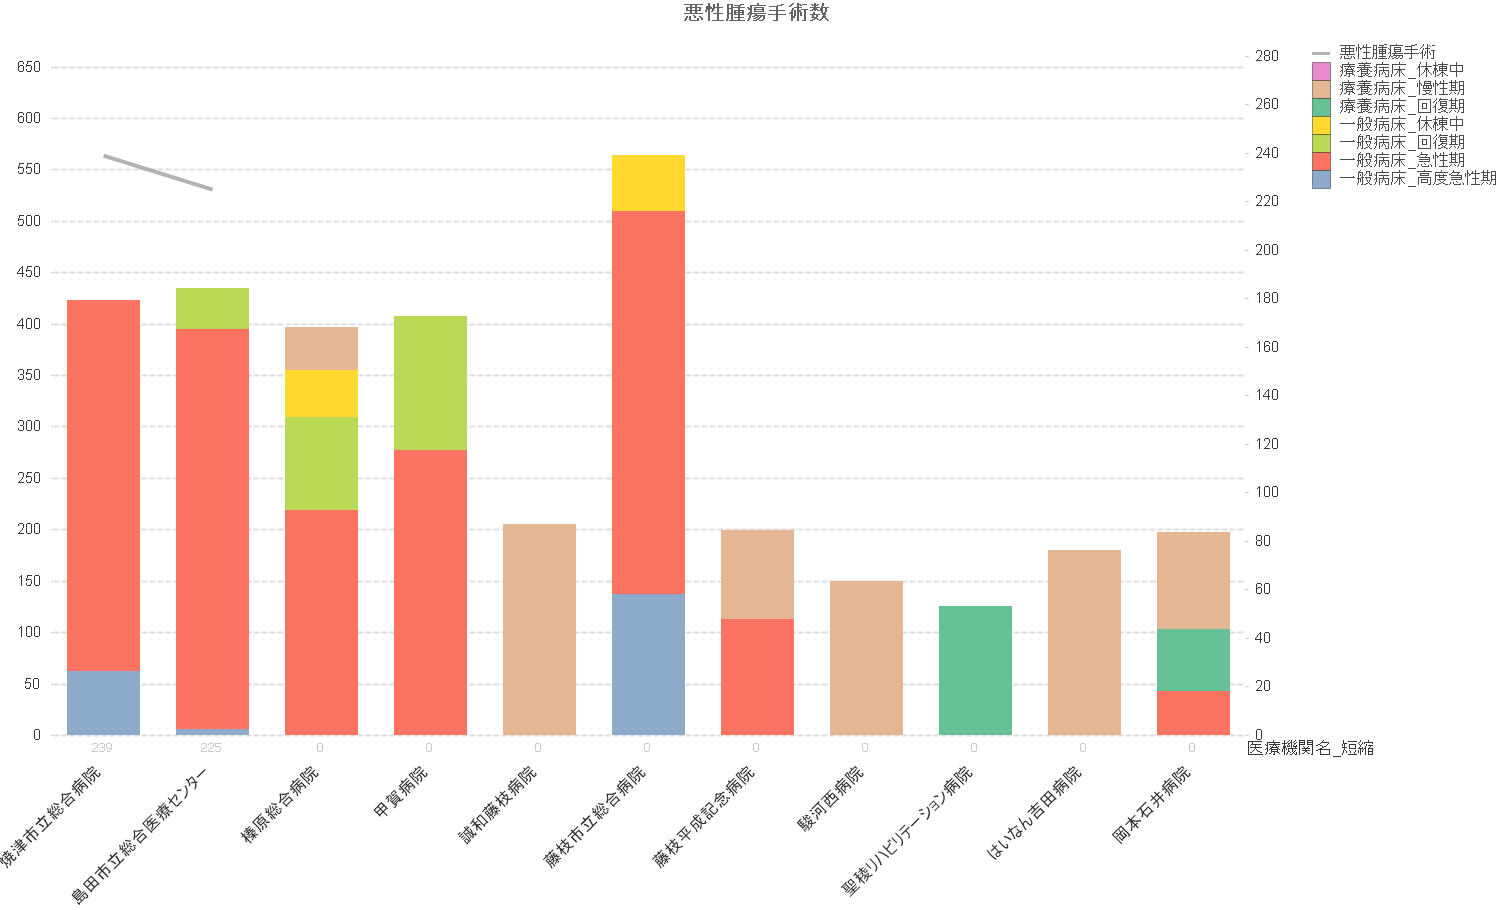 悪性腫瘍手術数
650
600
550
500
450
400
350
300
250
200
150
100
50
0
280
260
240
220
200
180
160
140
120
100
80
60
40
20
0
悪性腫瘍手術
療養病床_休棟中
療養病床_慢性期
療養病床_回復期
一般病床_休棟中
一般病床_回復期
一般病床_急性期
一般病床_高度急性期
239 225 0 0 0 0 0 0 0 0 0
医療機関名_短縮
焼津市立総合病院
島田市立総合医療センター
榛原総合病院
甲賀病院
誠和藤枝病院
藤枝市立総合病院
藤枝平成記念病院
駿河西病院
聖稜リハビリテーション病院
はいなん吉田病院
岡本石井病院